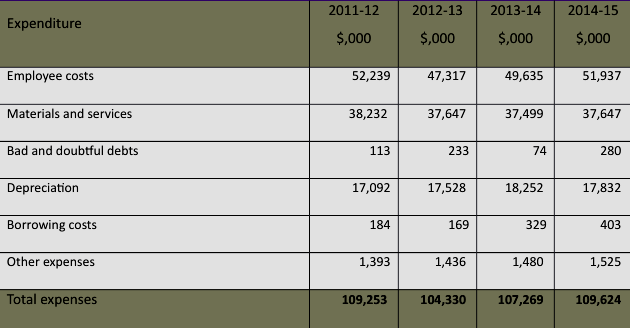 Expenditure 2011-12 2012-13 2013-14 2014-15
$,000 $,000 $,000 $,000
Employee costs 52,239 47,317 49,635 51,937
Materials and services 38,232 37,647 37,499 37,647
Bad and doubtful debts 113 233 74 280
Depreciation 17,092 17,528 18,252 17,832
Borrowing costs 184 169 329 403
Other expenses 1,393 1,436 1,480 1,525
Total expenses 109,253 104,330 107,269 109,624